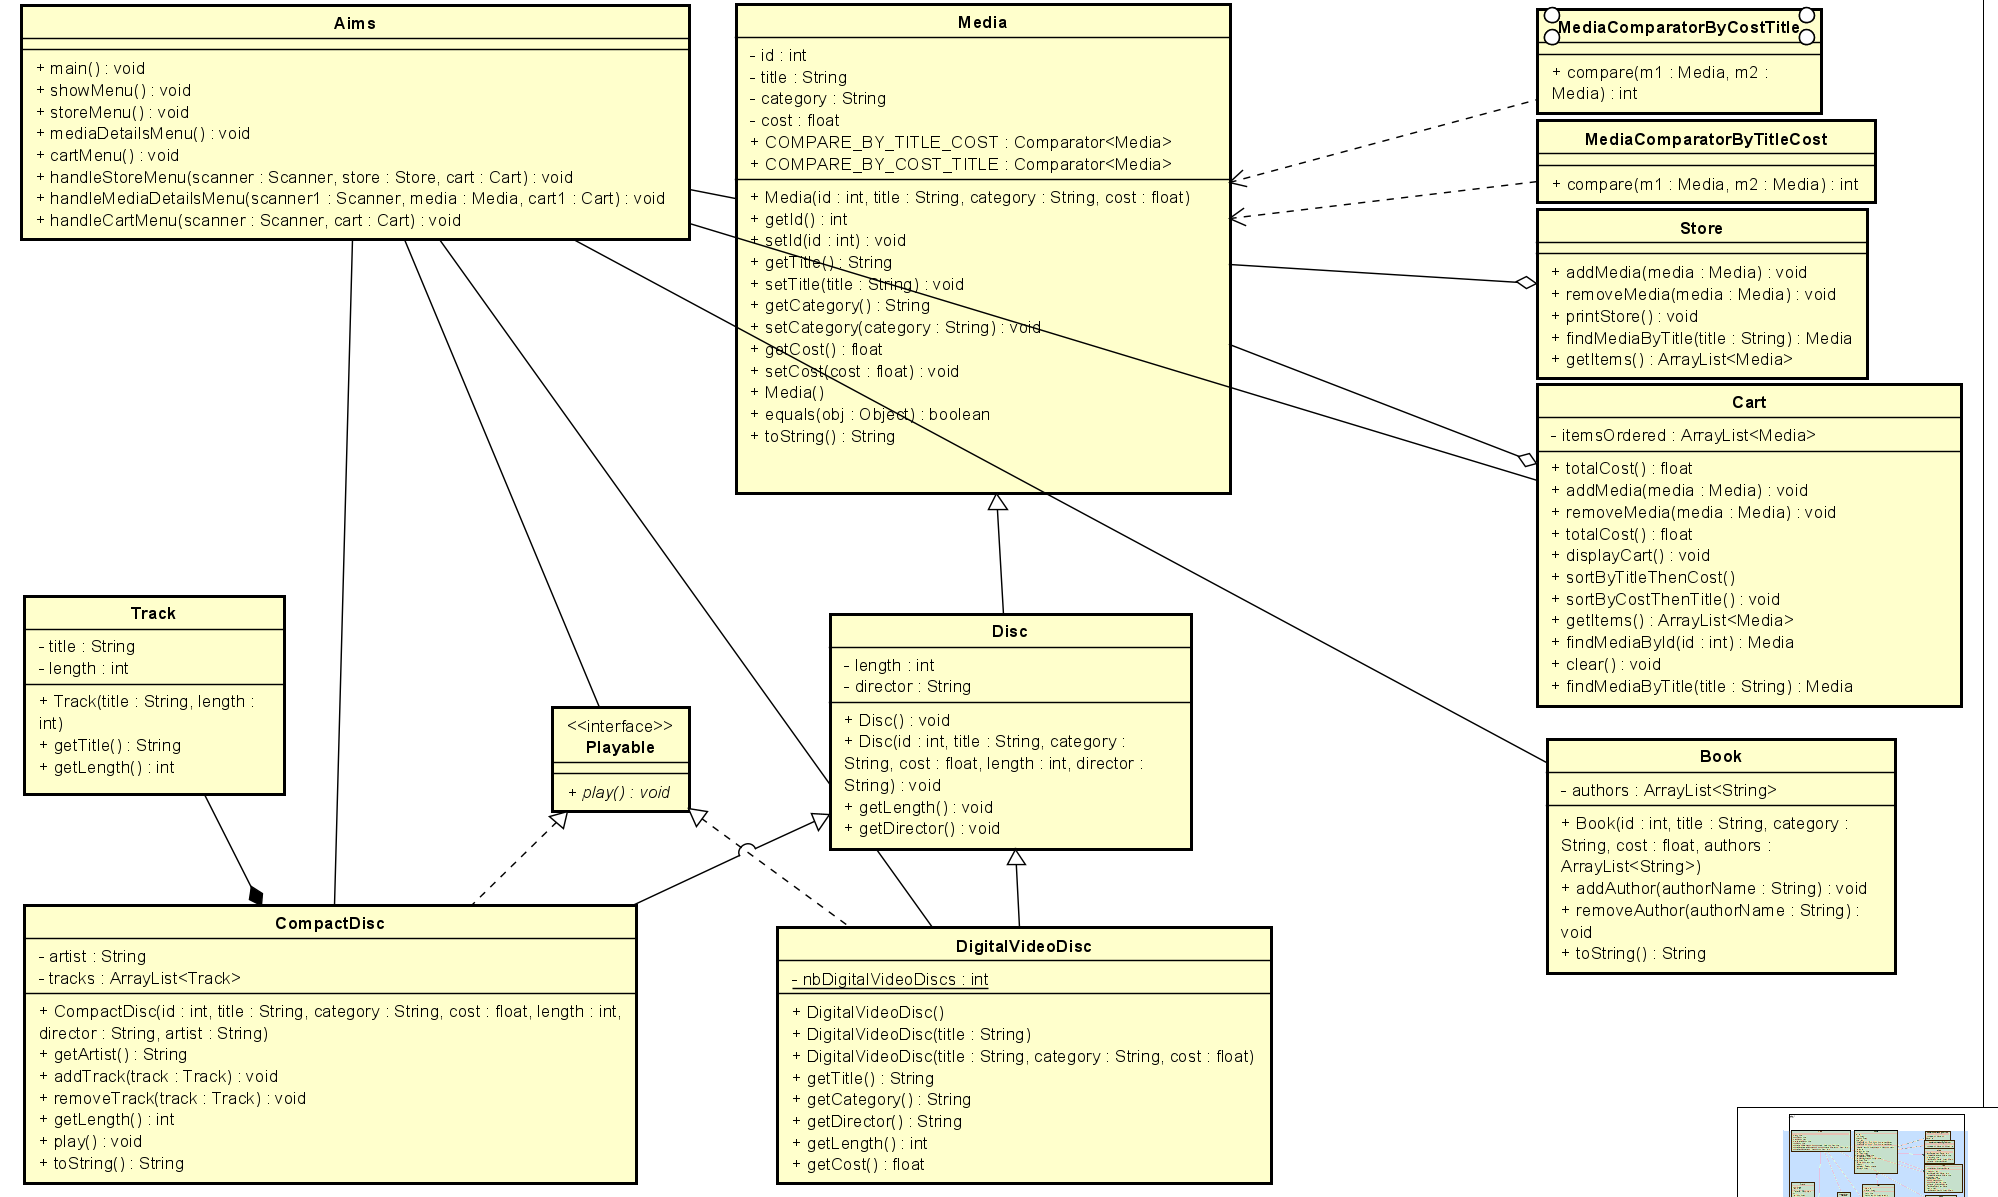 Aims
+ main() : void
+ showMenu() : void
+ storeMenu() : void
+ mediaDetailsMenu() : void
+ cartMenu() : void
+ handleStoreMenu(scanner : Scanner, store : Store, cart : Cart) : void
+ handleMediaDetailsMenu(scanner1 : Scanner, media : Media, cart1 : Cart) : void
+ handleCartMenu(scanner : Scanner, cart : Cart) : void
Media
- id : int
- title : String
- category : String
- cost : float
+ COMPARE_BY_TITLE_COST : Comparator<Media>
+ COMPARE_BY_COST_TITLE : Comparator<Media>
+ Media(id : int, title : String, category : String, cost : float)
+ getId() : int
+ setId(id : int) : void
+ getTitle() : String
+ setTitle(title : String) : void
+ getCategory() : String
+ setCategory(category : String) : void
+ getCost() : float
+ setCost(cost : float) : void
+ Media()
+ equals(obj : Object) : boolean
+ toString() : String
MediaComparatorByCostTitle
+ compare(m1 : Media, m2 :
Media) : int
MediaComparatorByTitleCost
+ compare(m1 : Media, m2 : Media) : int
Store
+ addMedia(media : Media) : void
+ removeMedia(media : Media) : void
+ printStore() : void
+ findMediaByTitle(title : String) : Media
+ getItems() : ArrayList<Media>
Cart
- itemsOrdered : ArrayList<Media>
+ totalCost() : float
+ addMedia(media : Media) : void
+ removeMedia(media : Media) : void
+ totalCost() : float
+ displayCart() : void
+ sortByTitleThenCost()
+ sortByCostThenTitle() : void
+ getItems() : ArrayList<Media>
+ findMediaById(id : int) : Media
+ clear() : void
+ findMediaByTitle(title : String) : Media
Track
- title : String
- length : int
+ Track(title : String, length :
int)
+ getTitle() : String
+ getLength() : int
<<interface>>
Playable
+ play() : void
Disc
- length : int
- director : String
+ Disc() : void
+ Disc(id : int, title : String, category :
String, cost : float, length : int, director :
String) : void
+ getLength() : void
+ getDirector() : void
Book
- authors : ArrayList<String>
+ Book(id : int, title : String, category :
String, cost : float, authors :
ArrayList<String>)
+ addAuthor(authorName : String) : void
+ removeAuthor(authorName : String) :
void
+ toString() : String
CompactDisc
- artist : String
- tracks : ArrayList<Track>
+ CompactDisc(id : int, title : String, category : String, cost : float, length : int,
director : String, artist : String)
+ getArtist() : String
+ addTrack(track : Track) : void
+ removeTrack(track : Track) : void
+ getLength() : int
+ play() : void
+ toString() : String
DigitalVideoDisc
- nbDigitalVideoDiscs : int
+ DigitalVideoDisc()
+ DigitalVideoDisc(title : String)
+ DigitalVideoDisc(title : String, category : String, cost : float)
+ getTitle() : String
+ getCategory() : String
+ getDirector() : String
+ getLength() : int
+ getCost() : float